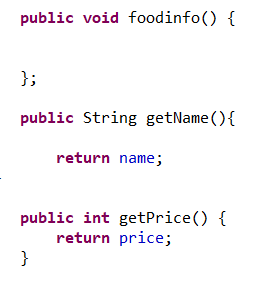 public void foodinfo() {
};
public String getName(){
return name;
public int getPrice() {
return price;
}